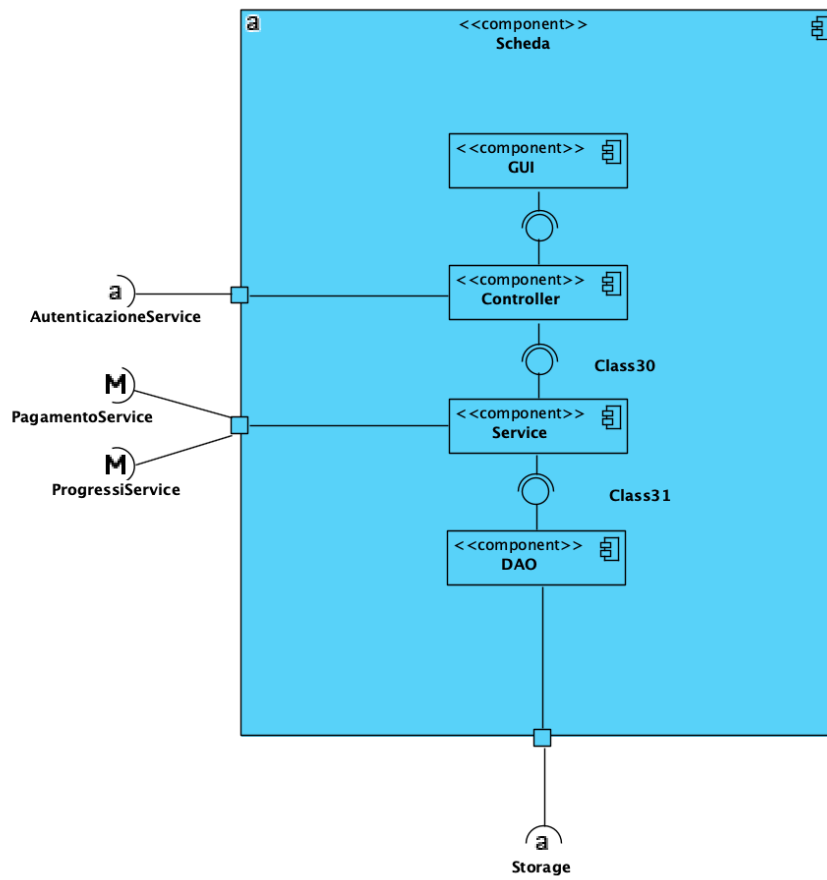 a
<<component>>
Scheda
<<component>>
GUI
a
AutenticazioneService
<<component>>
Controller
Class30
M
PagamentoService
<<component>>
Service
M
ProgressiService
Class31
<<component>>
DAO
a
Storage